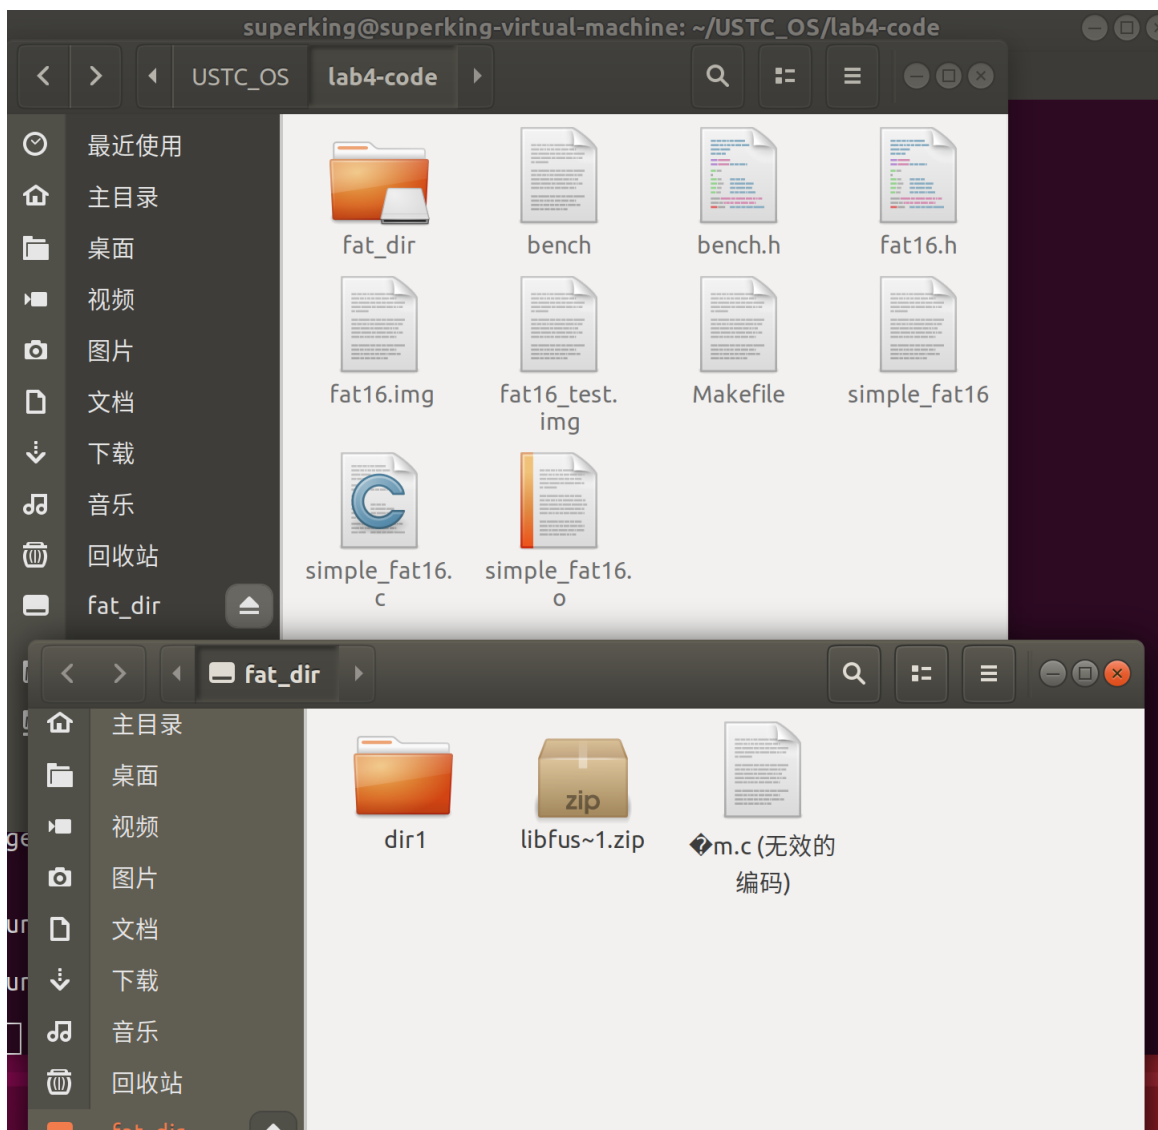 superking@superking-virtual-machine: ~/USTC_OS/lab4-code
USTC_OS
lab4-code
最近使用
主目录
桌面
视频
图片
文档
下载
音乐
回收站
fat_dir
fat_dir
bench
bench.h
fat16.h
fat16.img
fat16_test.
img
Makefile
simple_fat16
simple_fat16.
c
simple_fat16.
o
fat_dir
主目录
桌面
视频
图片
文档
下载
音乐
回收站
fat_dir
dir1
zip
libfus~1.zip
�m.c (无效的
编码)